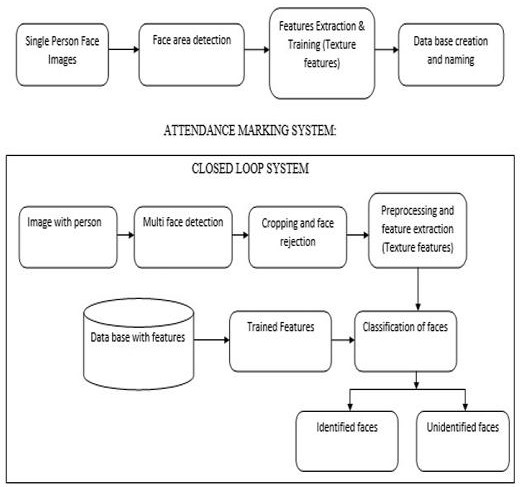 Single Person Face
Images
Face area detection
Features Extraction &
Training (Texture
features)
Data base creation
and naming
ATTENDANCE MARKING SYSTEM:
CLOSED LOOP SYSTEM
Image with person
Multi face detection
Cropping and face
rejection
Preprocessing and
feature extraction
(Texture features)
Data base with features
Trained Features
Classification of faces
Identified faces
Unidentified faces